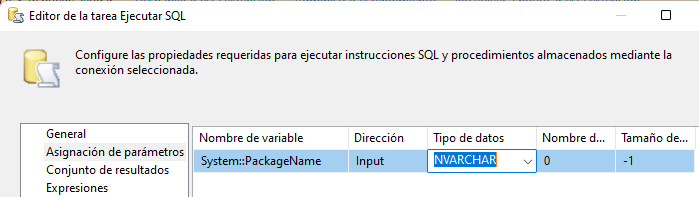 Editor de la tarea Ejecutar SQL
Configure las propiedades requeridas para ejecutar instrucciones SQL y procedimientos almacenados mediante la
conexión seleccionada.
General
Asignación de parámetros
Conjunto de resultados
Expresiones
Nombre de variable Dirección Tipo de datos Nombre d... Tamaño de...
System::PackageName Input NVARCHAR 0 -1